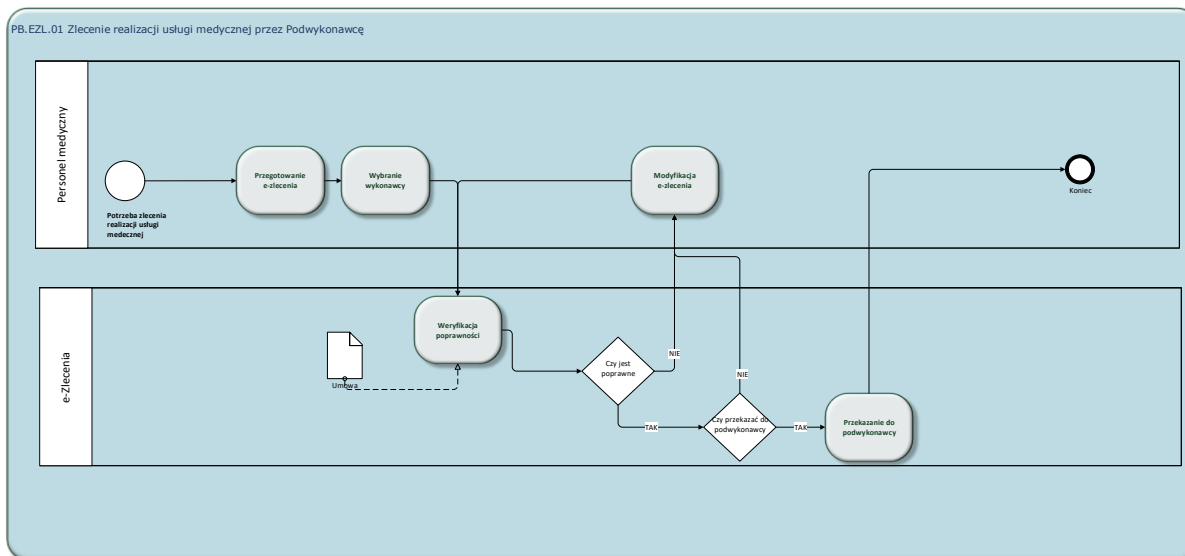 PB.EZL.01 Zlecenie realizacji usługi medycznej przez Podwykonawcę
Personel medyczny
Potrzeba zlecenia
realizacji usługi
medecznej
Przegotowanie
e-zlecenia
Wybranie
wykonawcy
Modyfikacja
e-zlecenia
Koniec
e-Zlecenia
Umowa
Weryfikacja
poprawności
Czy jest
poprawne
NIE
TAK
Czy przekazać do
podwykonawcy
NIE
TAK
Przekazanie do
podwykonawcy